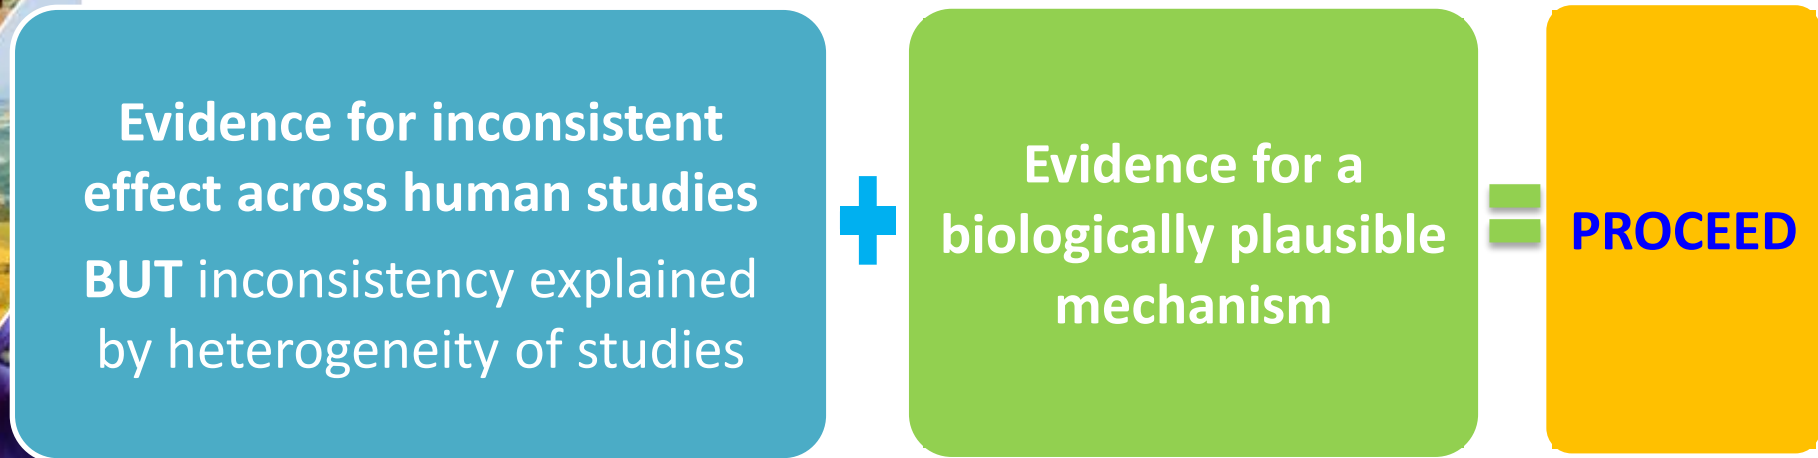 Evidence for inconsistent
effect across human studies
BUT inconsistency explained
by heterogeneity of studies
Evidence for a
biologically plausible
mechanism
PROCEED